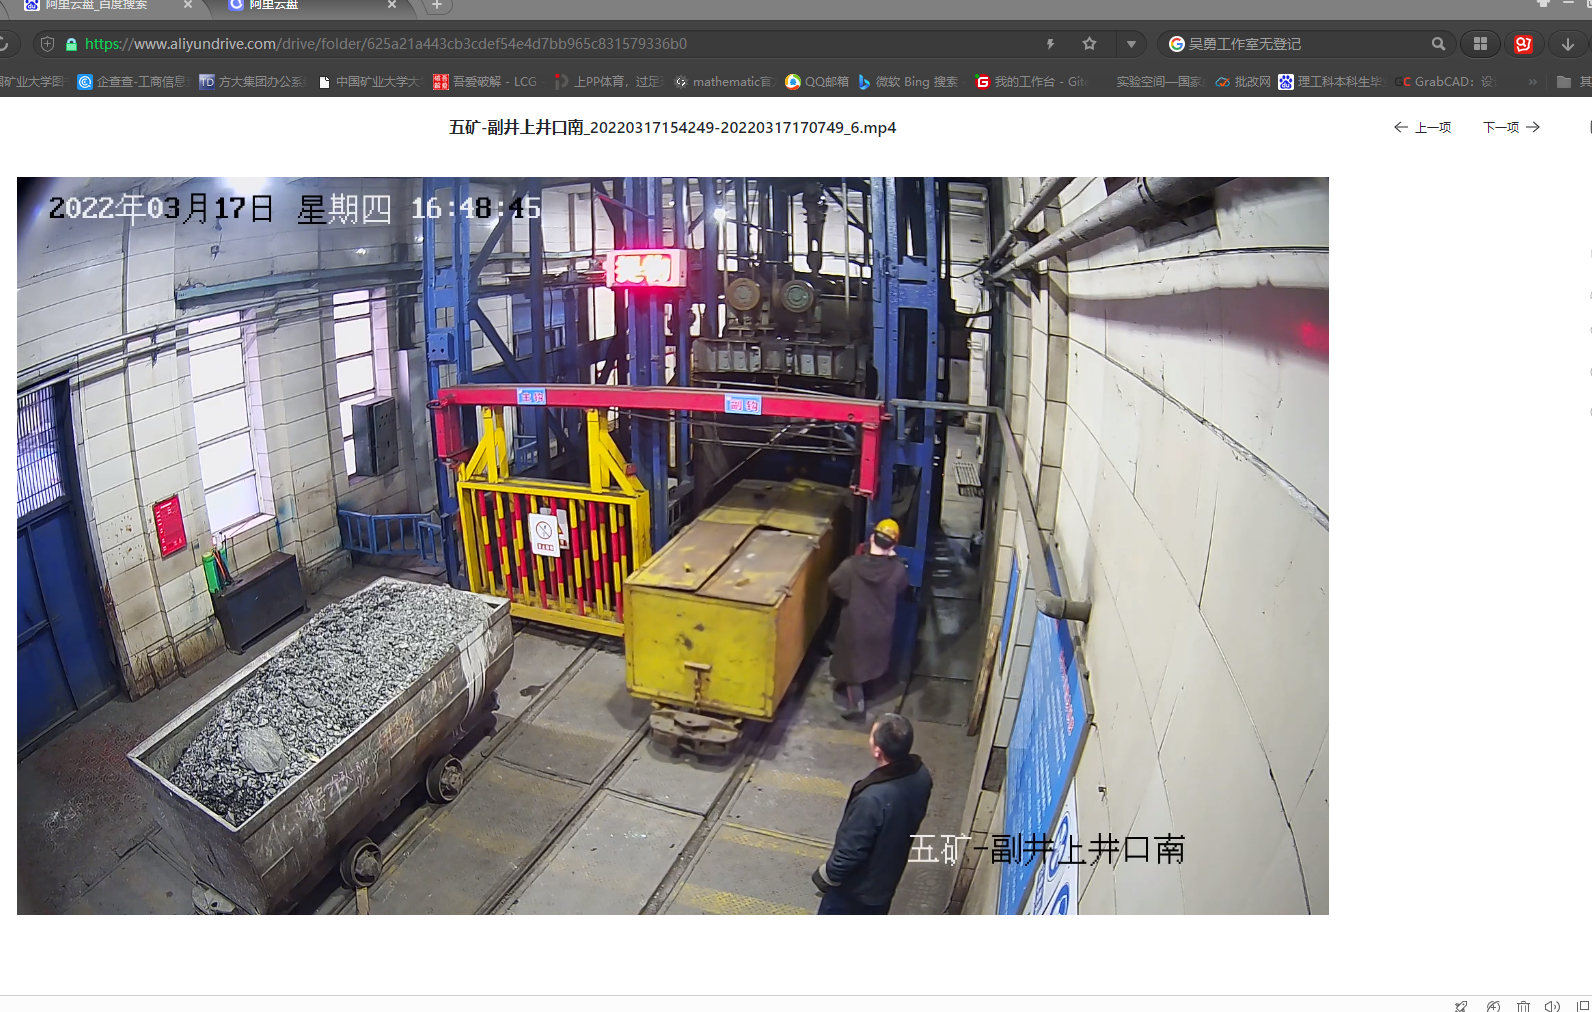 阿里云盘_百度搜索
阿里云盘
https://www.aliyundrive.com/drive/folder/625a21a443cb3cdef54e4d7bb965c831579336b0
吴勇工作室无登记
国矿业大学图
企查查-工商信息
方大集团办公系
中国矿业大学大
吾爱破解 - LCG
上PP体育，过足
mathematic官
QQ邮箱
微软 Bing 搜索
我的工作台 - Gite
实验空间—国家
批改网
理工科本科生毕
GrabCAD：设
五矿-副井上井口南_20220317154249-20220317170749_6.mp4
上一项
下一项
2022年03月17日 星期四 16:48:45
主钩
副钩
五矿-副井上井口南